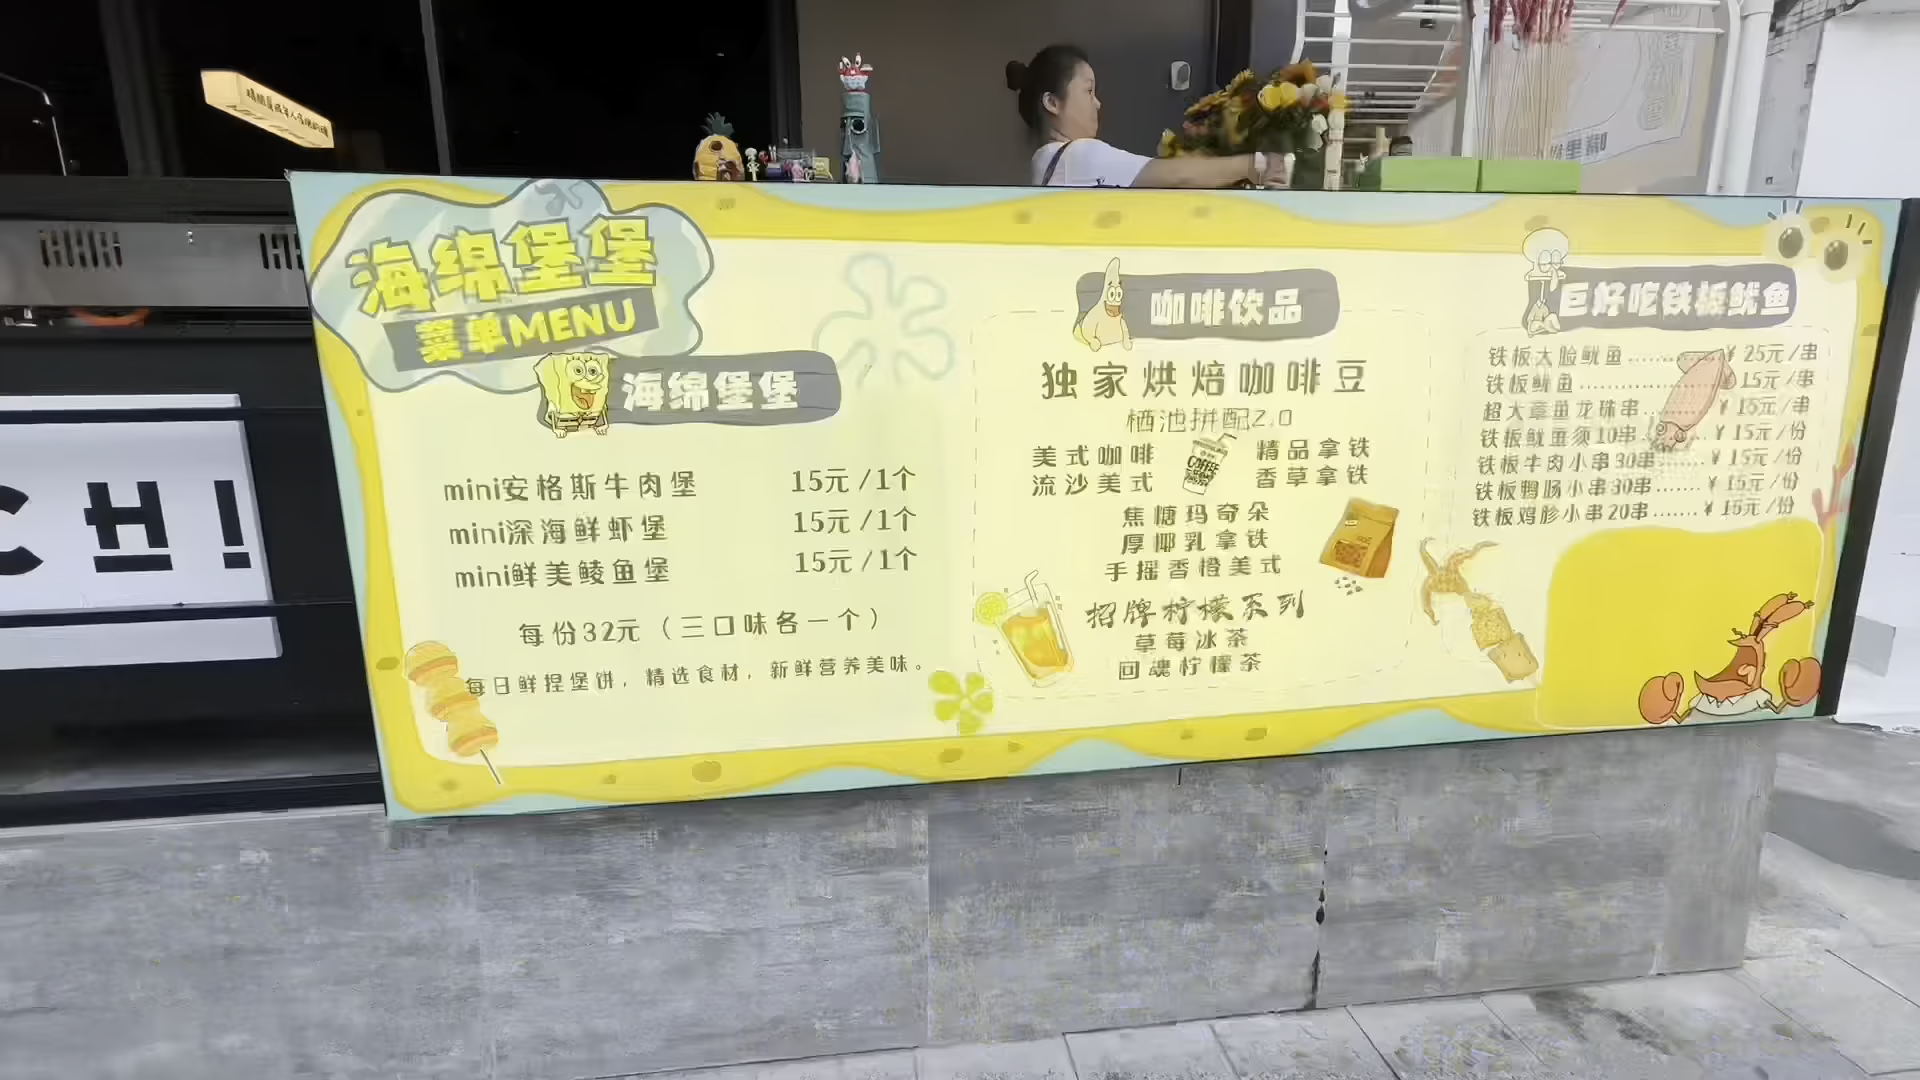 海绵堡堡
菜单MENU
海绵堡堡
mini安格斯牛肉堡 15元/1个
mini深海鲜虾堡 15元/1个
mini鲜美鲮鱼堡 15元/1个
每份32元（三口味各一个）
每日鲜捏堡饼，精选食材，新鲜营养美味。
咖啡饮品
独家烘焙咖啡豆
栖池拼配2.0
美式咖啡 精品拿铁
流沙美式 香草拿铁
COFFEE
焦糖玛奇朵
厚椰乳拿铁
手摇香橙美式
招牌柠檬系列
草莓冰茶
回魂柠檬茶
巨好吃铁板鱿鱼
铁板大脸鱿鱼........¥ 25元/串
铁板鱿鱼................¥ 15元/串
超大章鱼龙珠串........¥ 15元/串
铁板鱿鱼须10串........¥ 15元/份
铁板牛肉小串30串.......¥ 15元/份
铁板鸭肠小串30串.......¥ 15元/份
铁板鸡胗小串20串.......¥ 15元/份
CH!